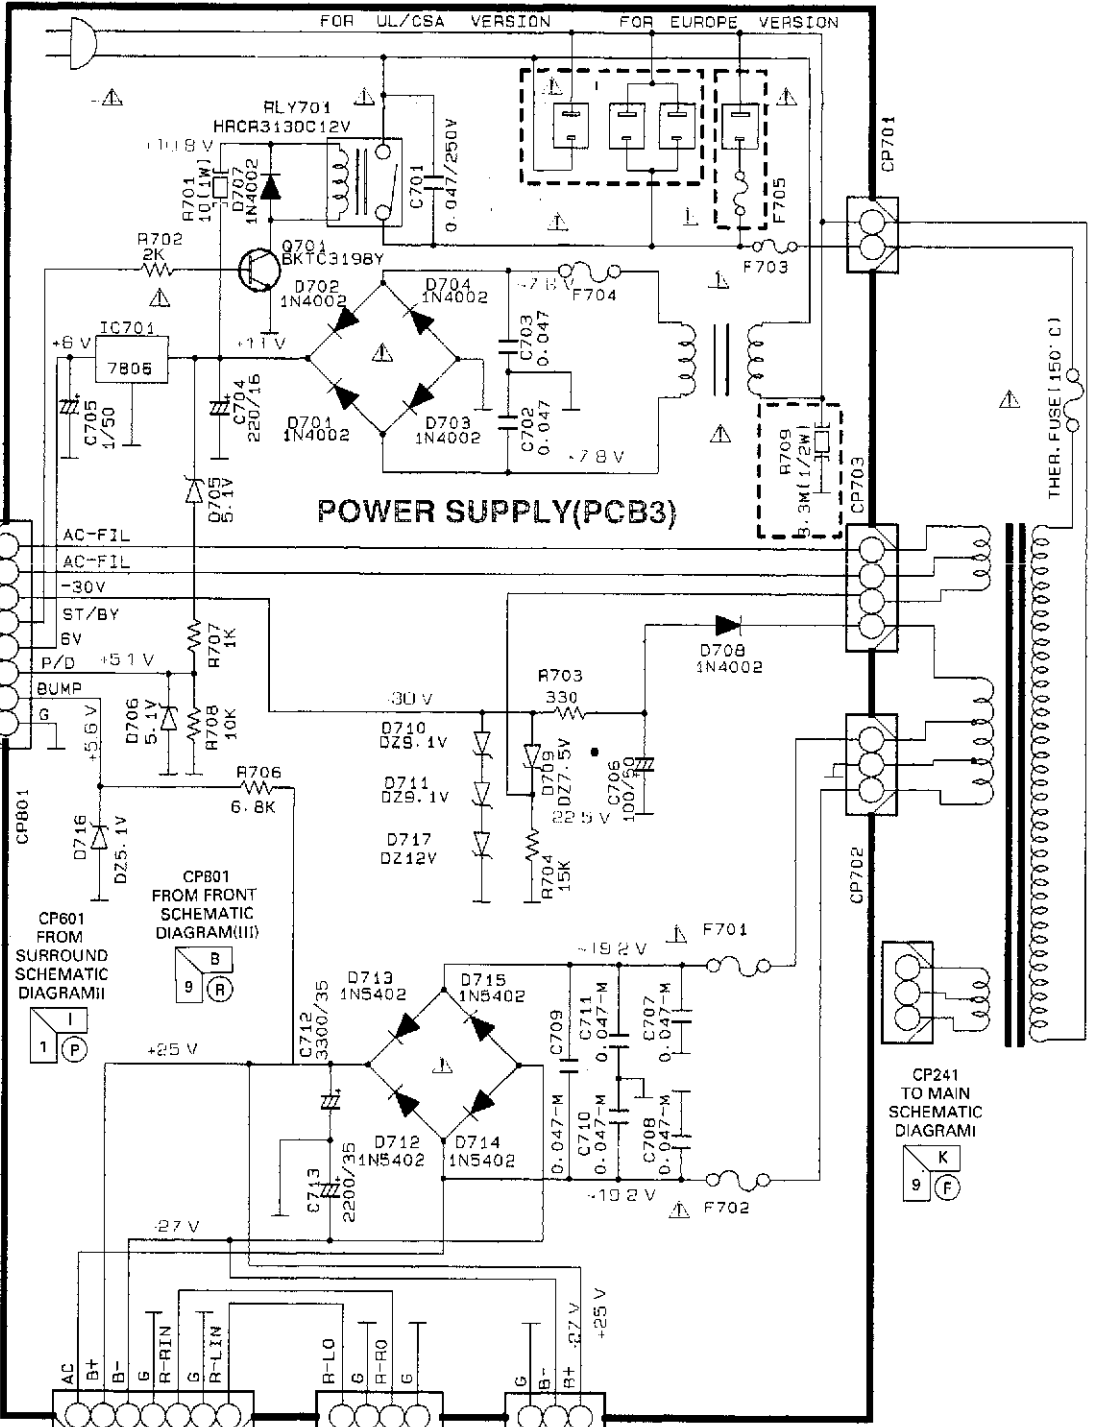 FOR UL/CSA VERSION
FOR EUROPE VERSION
RLY701
HRCR313DC12V
+10.8 V
R701
10(1W)
D707
1N4002
C701
0.047/250V
F705
CP701
R702
2K
Q701
BKTC3198Y
F703
D702
1N4002
D704
1N4002
~7.8 V
F704
IC701
7806
+6 V
+11 V
C703
0.047
C705
1/50
C704
220/16
D701
1N4002
D703
1N4002
C702
0.047
~7.8 V
R709
3.3M(1/2W)
CP703
THER.FUSE(150°C)
D705
5.1V
POWER SUPPLY(PCB3)
AC-FIL
AC-FIL
-30V
ST/BY
6V
P/D
+5.1 V
BUMP
G
+5.6 V
R707
1K
D706
5.1V
R708
10K
D708
1N4002
R703
330
-30 V
D710
DZ9.1V
D711
DZ9.1V
D717
DZ12V
D709
DZ7.5V
C706
100/50
22.5 V
R704
15K
R706
6.8K
CP801
D716
DZ5.1V
CP702
CP801
FROM FRONT
SCHEMATIC
DIAGRAM(III)
B
9
R
CP601
FROM
SURROUND
SCHEMATIC
DIAGRAMII
I
1
P
~19.2 V
F701
D713
1N5402
D715
1N5402
C712
3300/35
C709
0.047-M
C711
0.047-M
C707
0.047-M
+25 V
D712
1N5402
D714
1N5402
C710
0.047-M
C708
0.047-M
C713
2200/35
~19.2 V
F702
CP241
TO MAIN
SCHEMATIC
DIAGRAMI
K
9
F
-27 V
-27 V
+25 V
AC
B+
B-
G
R-RIN
G
R-LIN
R-LO
G
R-RO
G
G
B-
B+